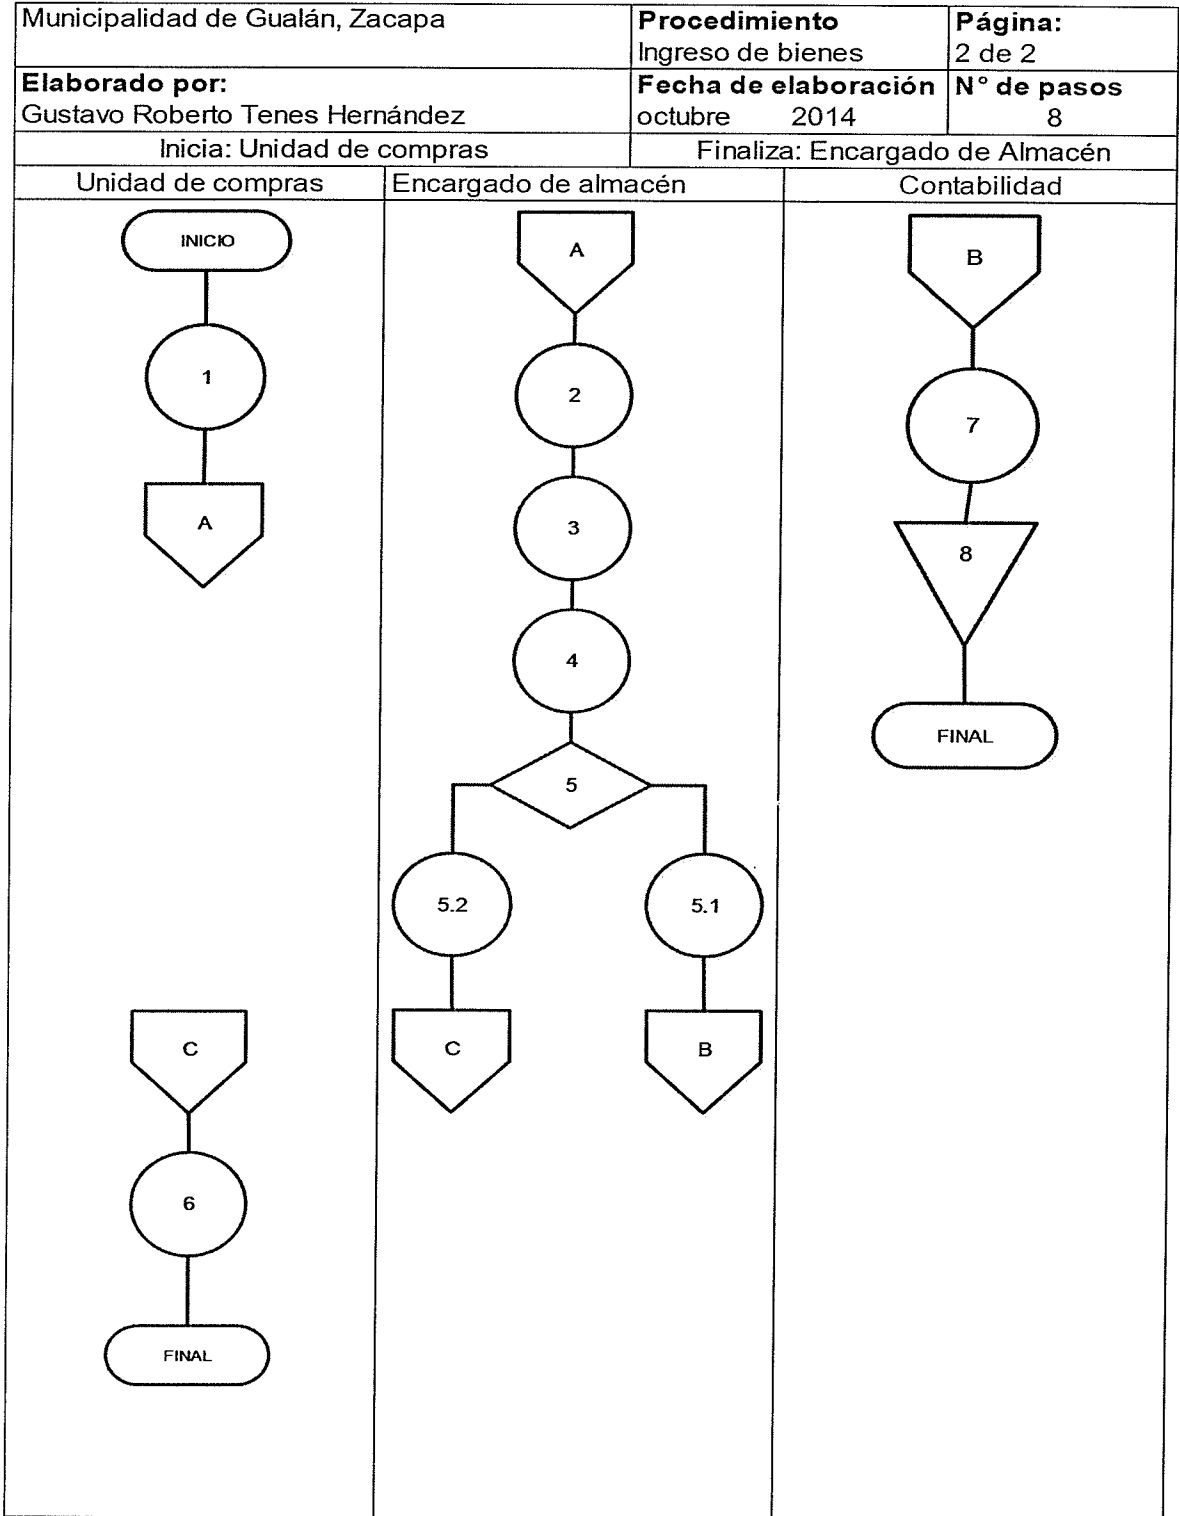 Municipalidad de Gualán, Zacapa
Procedimiento
Ingreso de bienes
Página:
2 de 2
Elaborado por:
Gustavo Roberto Tenes Hernández
Fecha de elaboración
octubre 2014
N° de pasos
8
Inicia: Unidad de compras
Finaliza: Encargado de Almacén
Unidad de compras
Encargado de almacén
Contabilidad
INICIO
1
A
C
6
FINAL
A
2
3
4
5
5.2
5.1
C
B
B
7
8
FINAL